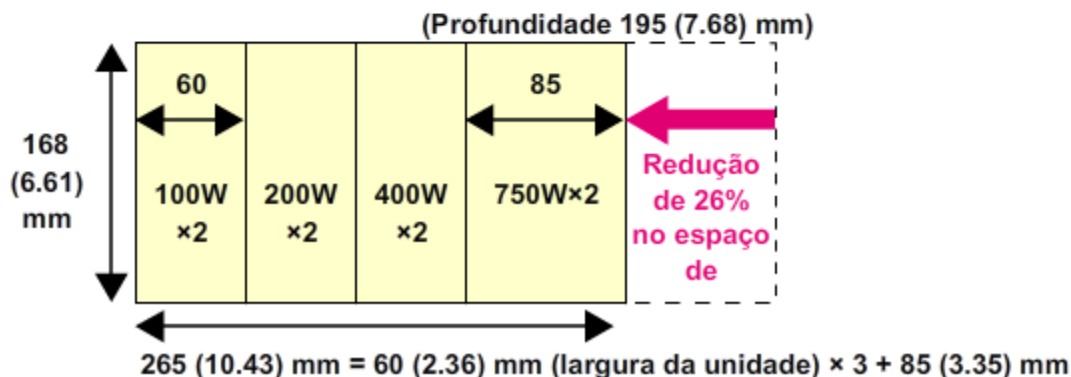 (Profundidade 195 (7.68) mm)
60
85
168
(6.61)
mm
100W
×2
200W
×2
400W
×2
750W×2
Redução
de 26%
no espaço
de
265 (10.43) mm = 60 (2.36) mm (largura da unidade) × 3 + 85 (3.35) mm